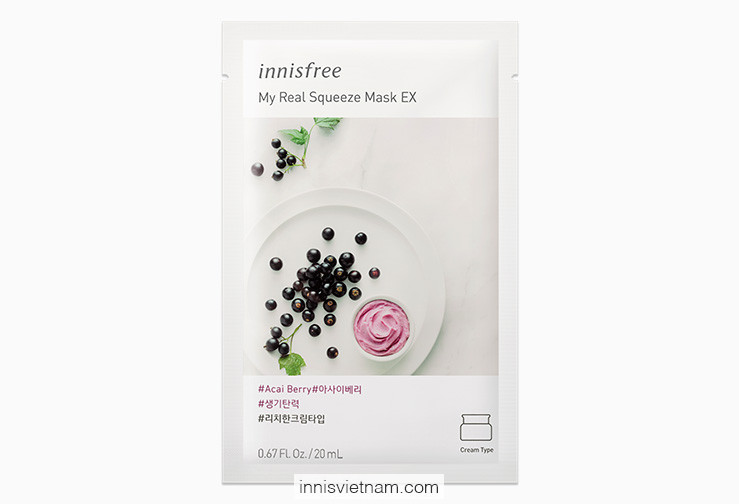 innisfree
My Real Squeeze Mask EX
#Acai Berry#아사이베리
#생기탄력
#리치한크림타입
Cream Type
0.67 Fl. Oz. / 20 mL
innisvietnam.com